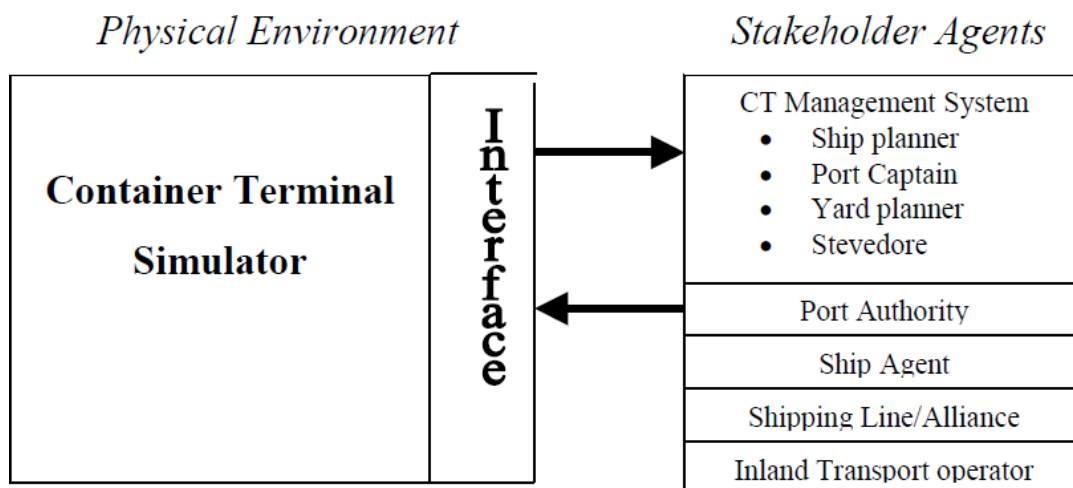 Physical Environment
Stakeholder Agents
Container Terminal
Simulator
Interface
CT Management System
• Ship planner
• Port Captain
• Yard planner
• Stevedore
Port Authority
Ship Agent
Shipping Line/Alliance
Inland Transport operator